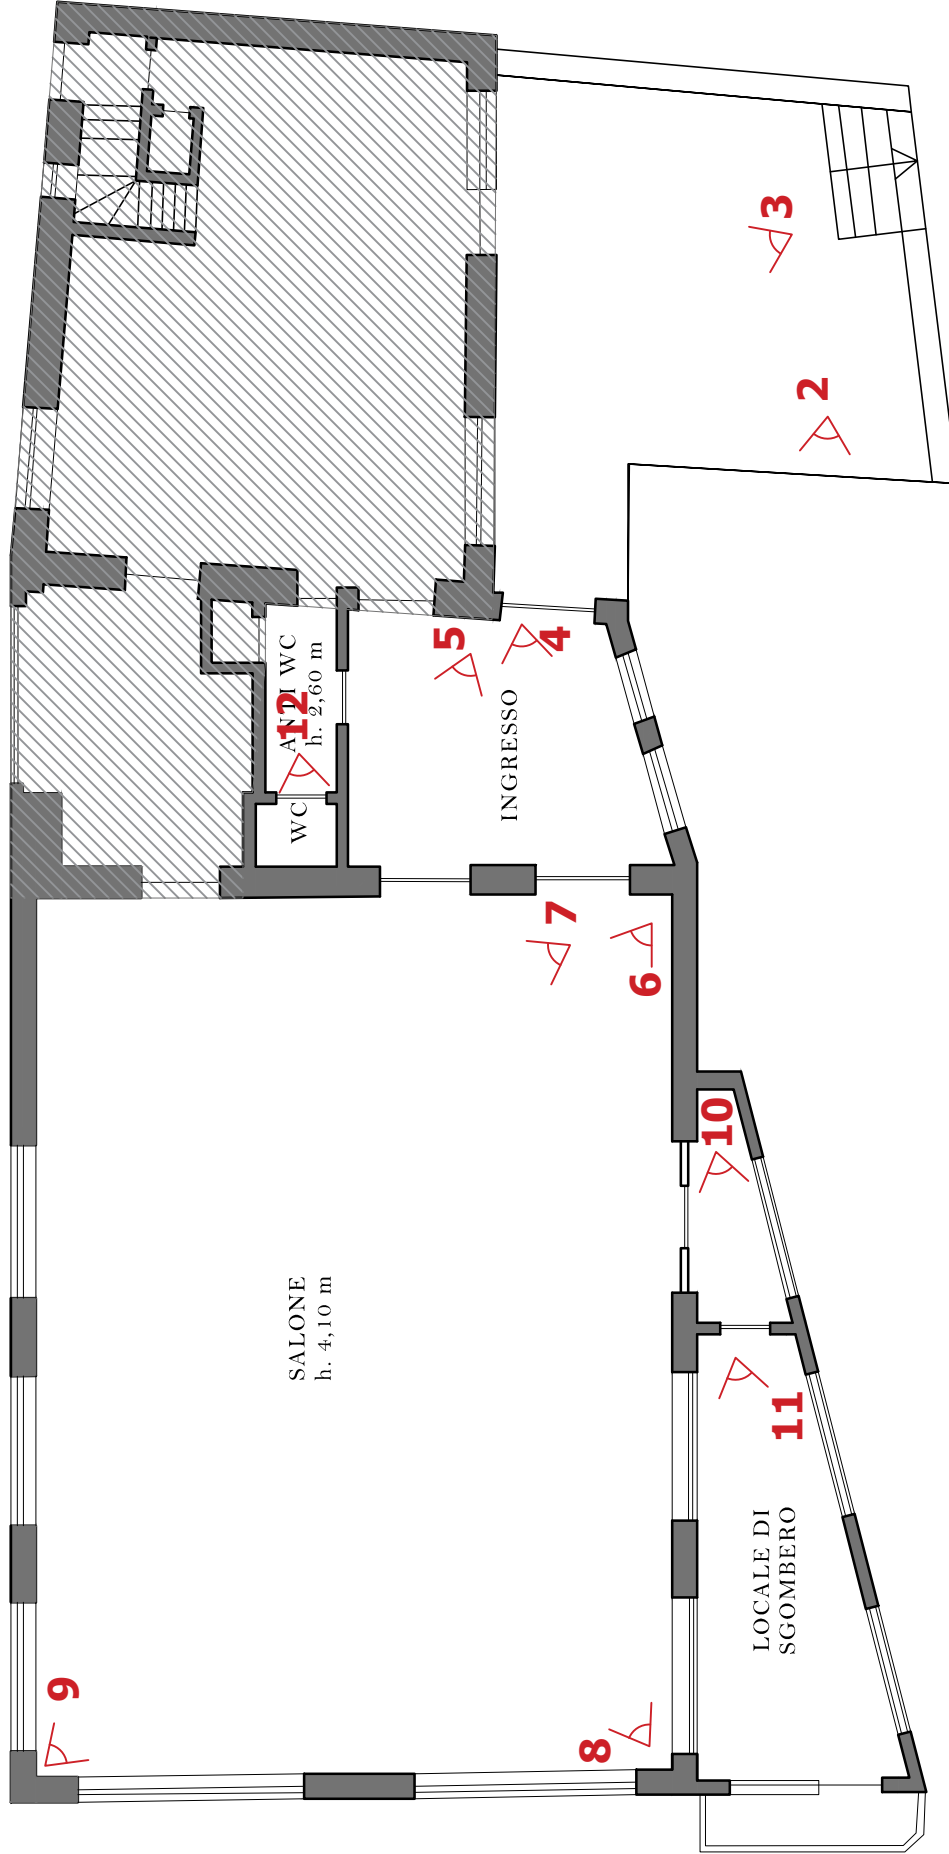 3
2
5
4
ANTI WC
h. 2,60 m
12
INGRESSO
WC
7
6
10
SALONE
h. 4,10 m
11
LOCALE DI
SGOMBERO
9
8